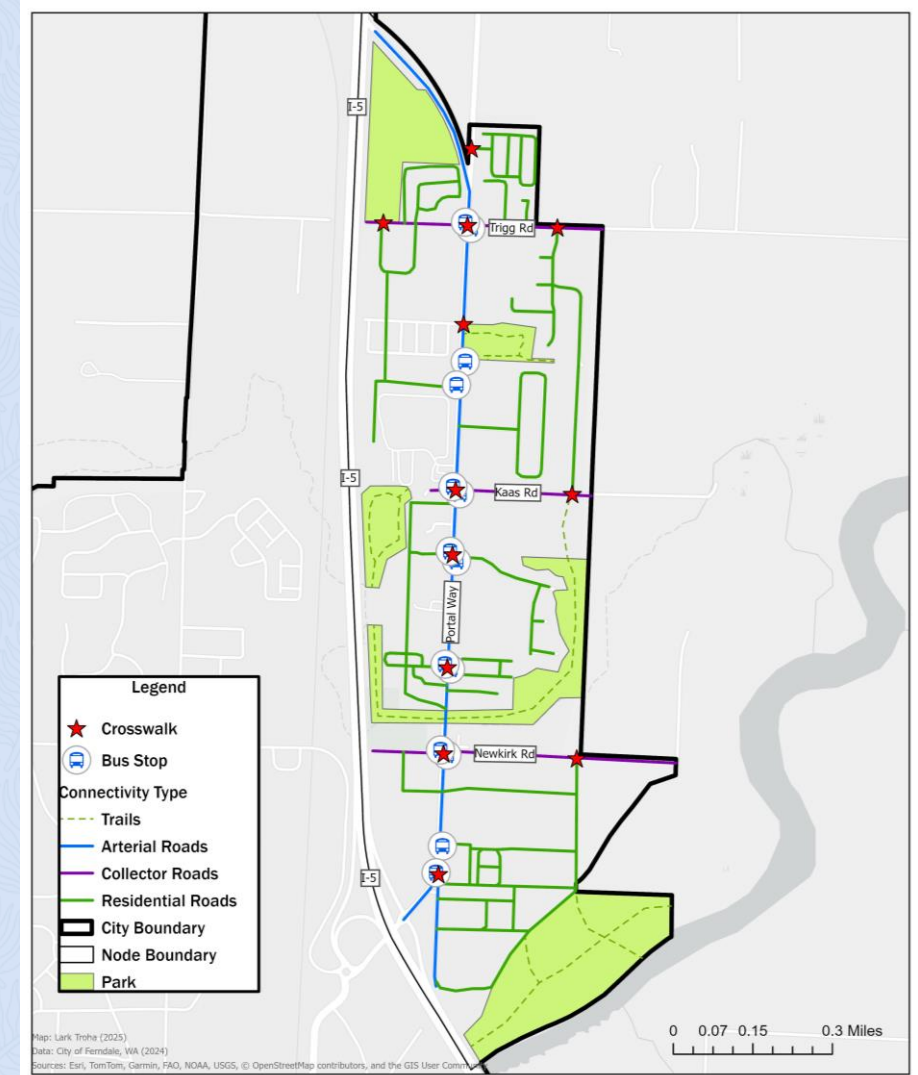 I-5
Trigg Rd
I-5
Kaas Rd
Portal Way
Newkirk Rd
I-5
Legend
Crosswalk
Bus Stop
Connectivity Type
Trails
Arterial Roads
Collector Roads
Residential Roads
City Boundary
Node Boundary
Park
0 0.07 0.15 0.3 Miles
Map: Lark Troha (2025)
Data: City of Ferndale, WA (2024)
Sources: Esri, TomTom, Garmin, FAO, NOAA, USGS, © OpenStreetMap contributors, and the GIS User